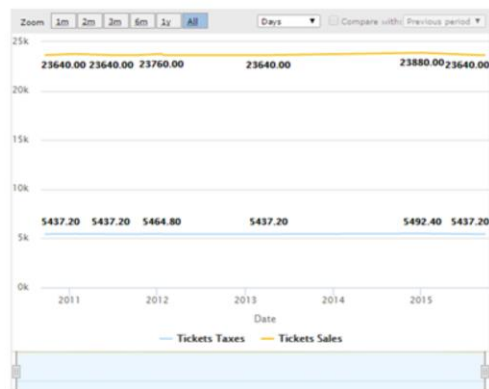 Zoom 1m 2m 3m 6m 1y All Days Compare with: Previous period
25k
23640.00 23640.00 23760.00 23640.00 23880.00 23640.00
20k
15k
10k
5437.20 5437.20 5464.80 5437.20 5492.40 5437.20
5k
0k
2011 2012 2013 2014 2015
Date
Tickets Taxes Tickets Sales